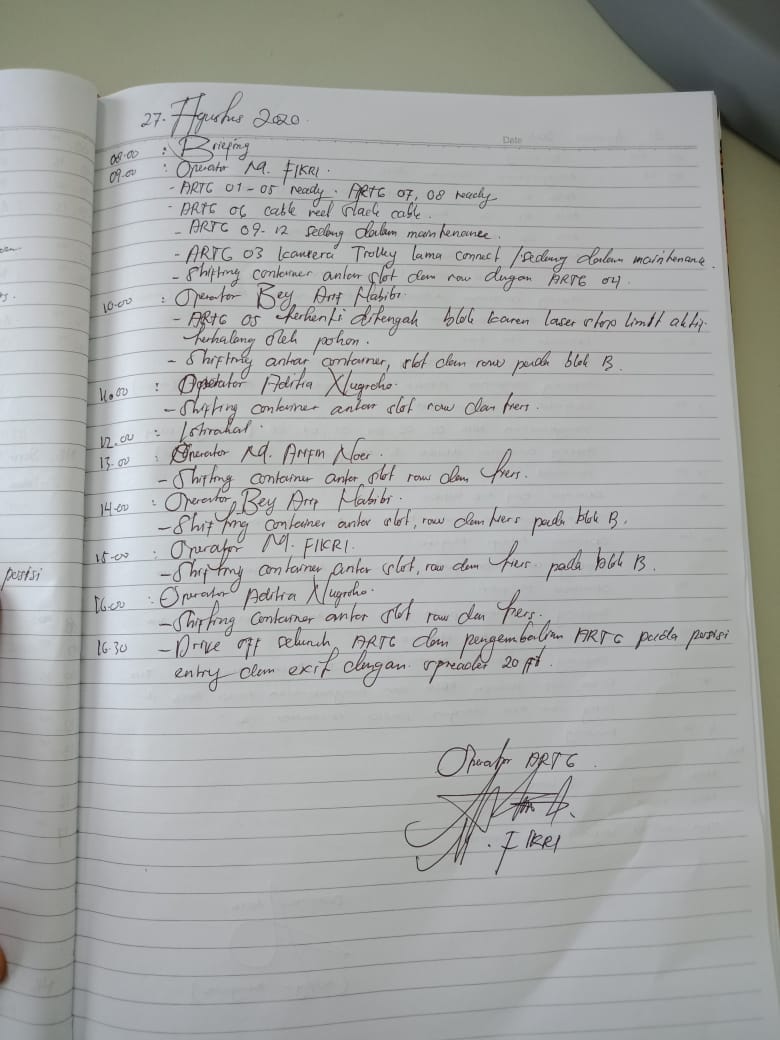 27. Agustus 2020.
Date
08.00 : Briefing
09.00 : Operator M. FIKRI.
- ARTG 01-05 ready. ARTG 07, 08 ready
- ARTG 06 cable reel slack cable.
- ARTG 09-12 sedang dalam maintenance.
- ARTG 03 kamera Trolley lama connect / sedang dalam maintenance.
- Shifting container antar slot dan row dengan ARTG 04.
10.00 : Operator Bey Arif Habibi
- ARTG 05 terhenti ditengah blok karen laser stop limit aktif.
terhalang oleh pohon.
- Shifting antar container, slot dan row pada blok B.
11.00 : Operator Aditia Nugroho.
- Shifting container antar slot row dan tiers.
12.00 : Istirahat.
13.00 : Operator M. Amin Noer.
- Shifting container antar slot row dan tiers.
14.00 : Operator Bey Arif Habibi.
- Shifting container antar slot, row dan tiers pada blok B.
15.00 : Operator M. FIKRI.
- Shifting container antar slot, row dan tiers pada blok B.
16.00 : Operator Aditia Nugroho.
- Shifting container antar slot row dan tiers.
16.30 - Drive off seluruh ARTG dan pengembalian ARTG pada posisi
entry dan exit dengan spreader 20 ft.
posisi
Operator ARTG
M. FIKRI